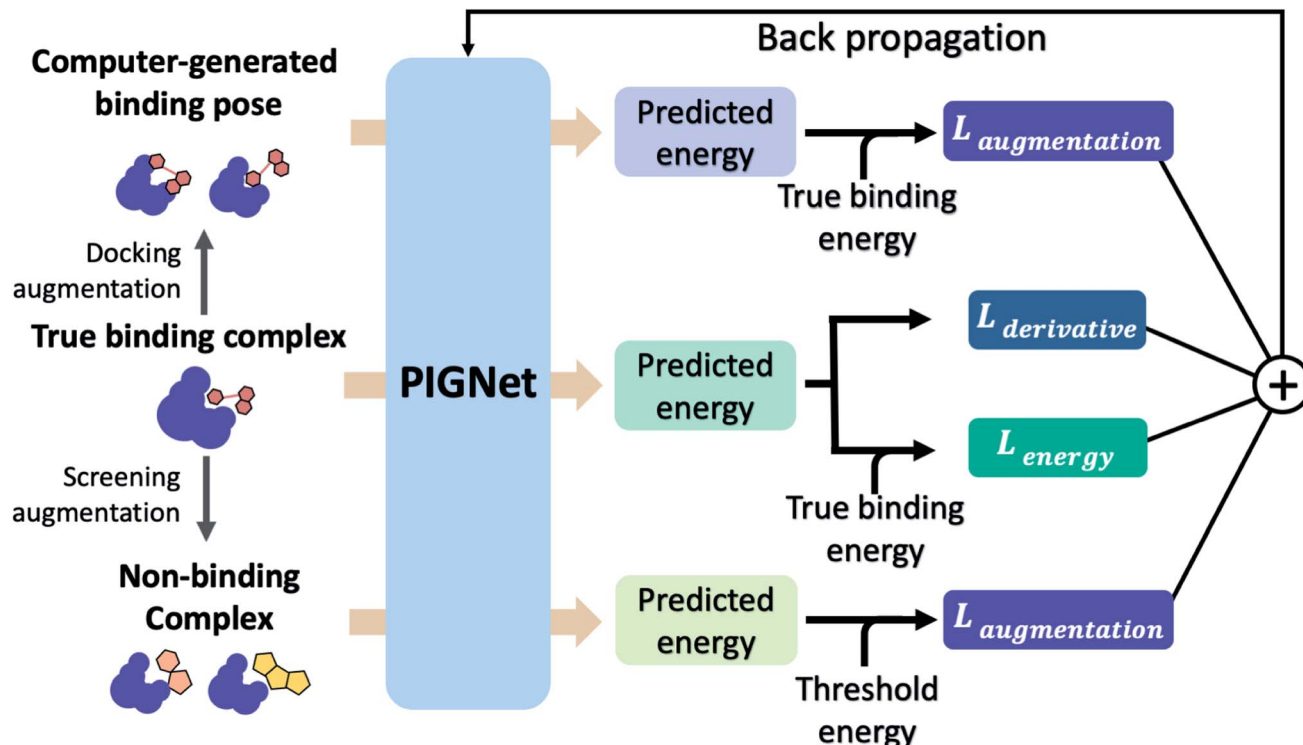 Back propagation
Computer-generated
binding pose
Docking
augmentation
True binding complex
Screening
augmentation
Non-binding
Complex
PIGNet
Predicted
energy
True binding
energy
L augmentation
Predicted
energy
L derivative
True binding
energy
L energy
Predicted
energy
Threshold
energy
L augmentation
+